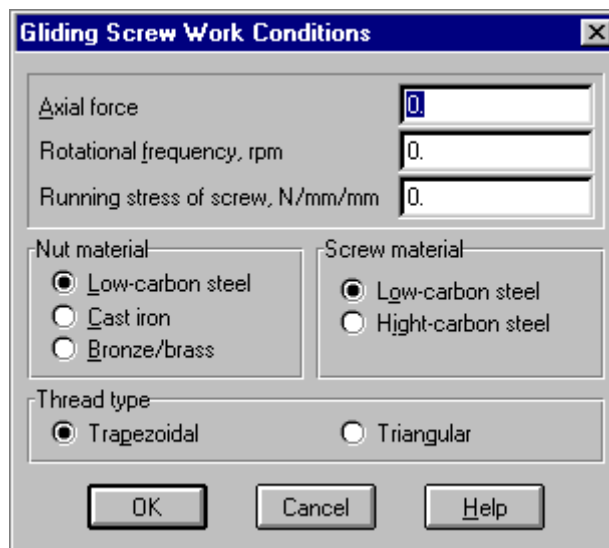 Gliding Screw Work Conditions
Axial force
0.
Rotational frequency, rpm
0.
Running stress of screw, N/mm/mm
0.
Nut material
Low-carbon steel
Cast iron
Bronze/brass
Screw material
Low-carbon steel
Hight-carbon steel
Thread type
Trapezoidal
Triangular
OK
Cancel
Help